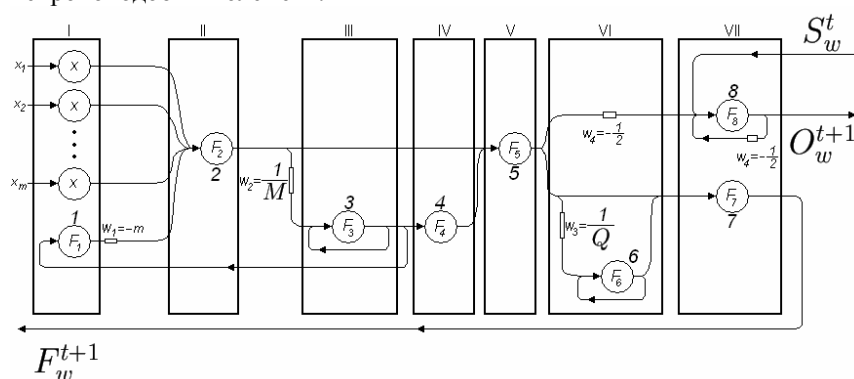 I II III IV V VI VII
S_w^t
x_1 x
x_2 x
x_m x
8
F_8
w_4=-1/2
w_4=-1/2
O_w^{t+1}
F_2
2
F_5
5
w_2=1/M
3
F_3
4
F_4
F_7
7
1
F_1
w_1=-m
w_3=1/Q
6
F_6
F_w^{t+1}